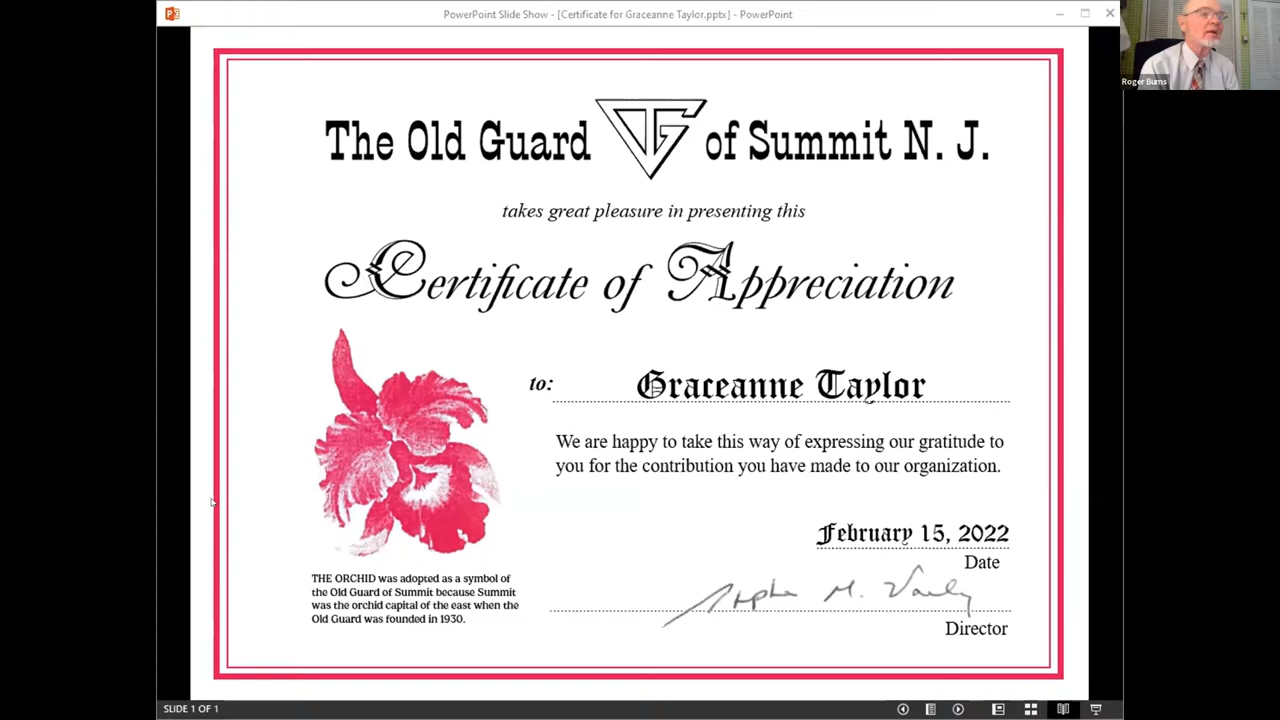 PowerPoint Slide Show - [Certificate for Graceanne Taylor.pptx] - PowerPoint
Roger Burns
The Old Guard OG of Summit N. J.
takes great pleasure in presenting this
Certificate of Appreciation
to: Graceanne Taylor
We are happy to take this way of expressing our gratitude to
you for the contribution you have made to our organization.
February 15, 2022
Date
THE ORCHID was adopted as a symbol of
the Old Guard of Summit because Summit
was the orchid capital of the east when the
Old Guard was founded in 1930.
M.
Director
SLIDE 1 OF 1